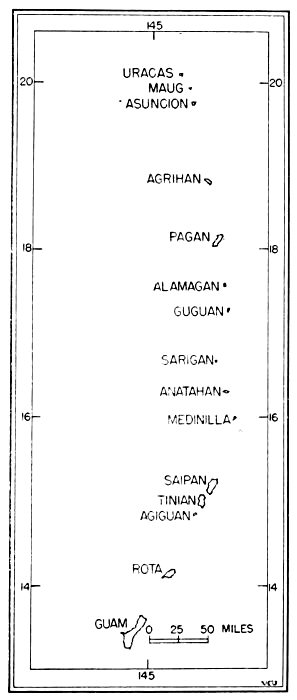 145
20 URACAS 20
MAUG
ASUNCION
AGRIHAN
PAGAN
18 18
ALAMAGAN
GUGUAN
SARIGAN
ANATAHAN
16 MEDINILLA 16
SAIPAN
TINIAN
AGIGUAN
ROTA
14 14
GUAM
0 25 50 MILES
145